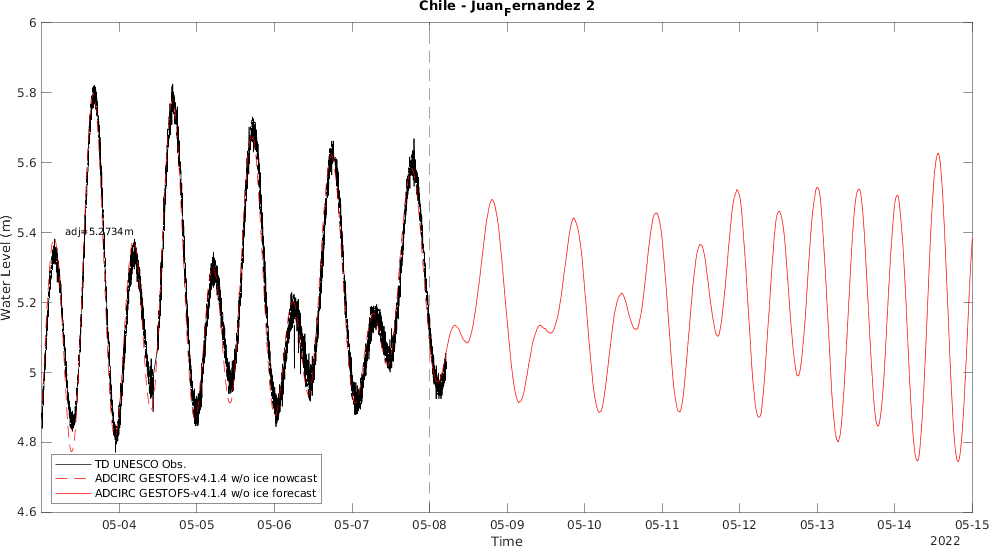 Chile - Juan_Fernandez 2
Water Level (m)
6
5.8
5.6
5.4
5.2
5
4.8
4.6
adj=5.2734m
TD UNESCO Obs.
ADCIRC GESTOFS-v4.1.4 w/o ice nowcast
ADCIRC GESTOFS-v4.1.4 w/o ice forecast
05-04 05-05 05-06 05-07 05-08 05-09 05-10 05-11 05-12 05-13 05-14 05-15
Time
2022